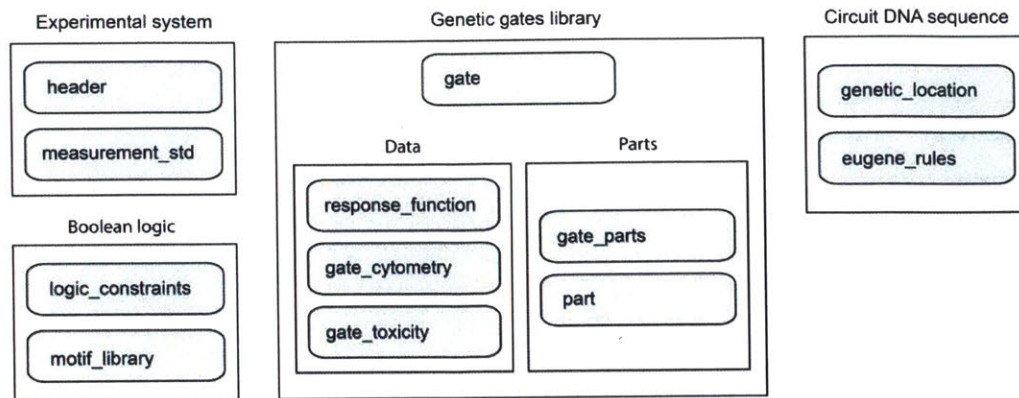 Experimental system
header
measurement_std
Boolean logic
logic_constraints
motif_library
Genetic gates library
gate
Data
response_function
gate_cytometry
gate_toxicity
Parts
gate_parts
part
Circuit DNA sequence
genetic_location
eugene_rules